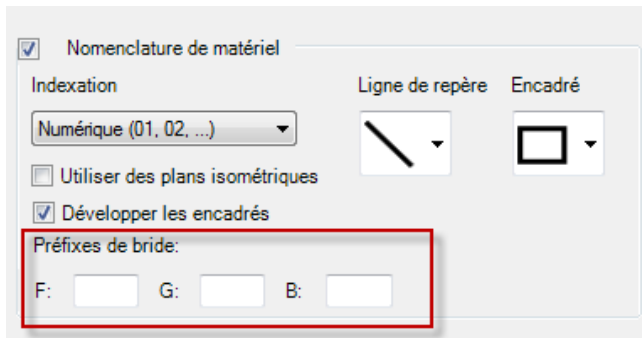 Nomenclature de matériel
Indexation
Ligne de repère
Encadré
Numérique (01, 02, ...)
Utiliser des plans isométriques
Développer les encadrés
Préfixes de bride:
F: G: B: